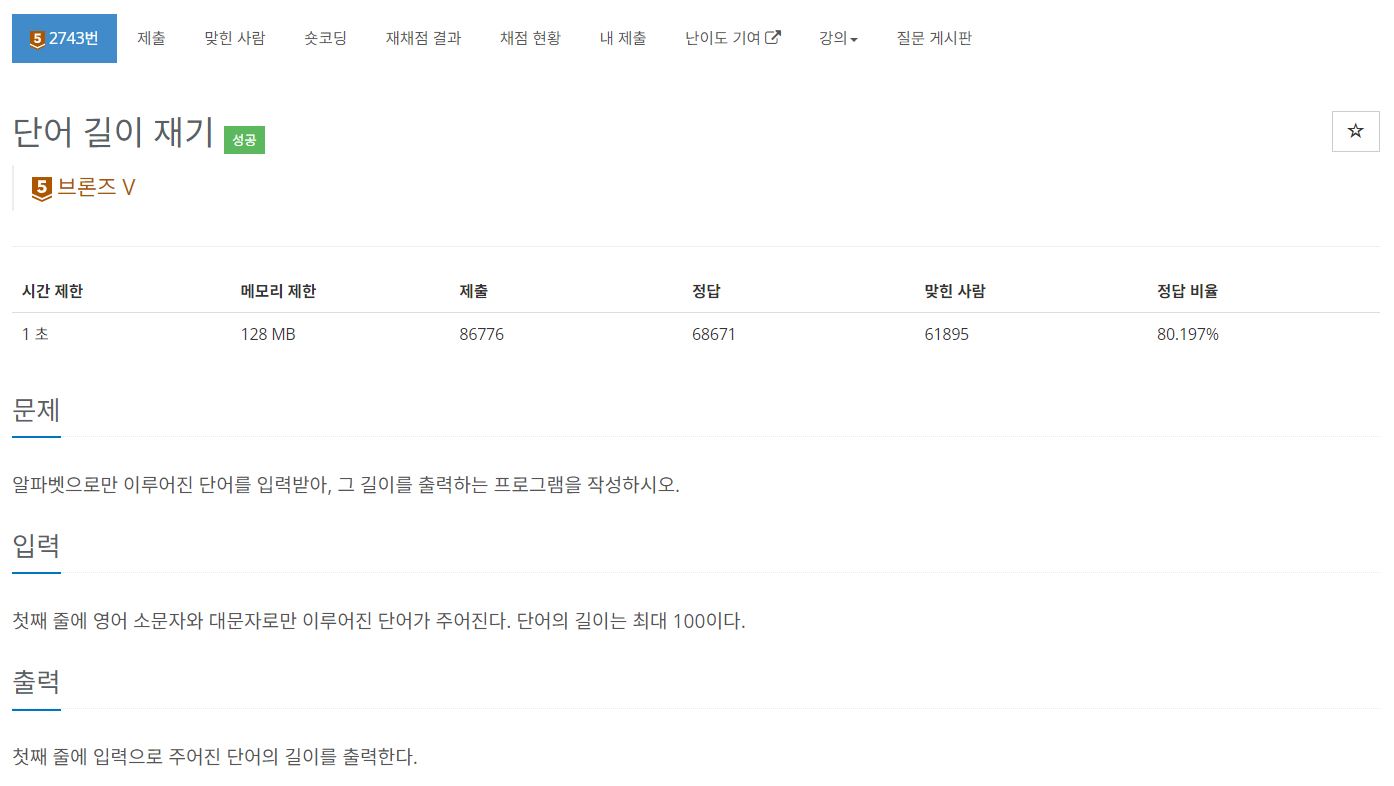 5 2743번 제출 맞힌 사람 숏코딩 재채점 결과 채점 현황 내 제출 난이도 기여 강의 질문 게시판
단어 길이 재기 성공
5 브론즈 V
시간 제한 메모리 제한 제출 정답 맞힌 사람 정답 비율
1 초 128 MB 86776 68671 61895 80.197%
문제
알파벳으로만 이루어진 단어를 입력받아, 그 길이를 출력하는 프로그램을 작성하시오.
입력
첫째 줄에 영어 소문자와 대문자로만 이루어진 단어가 주어진다. 단어의 길이는 최대 100이다.
출력
첫째 줄에 입력으로 주어진 단어의 길이를 출력한다.